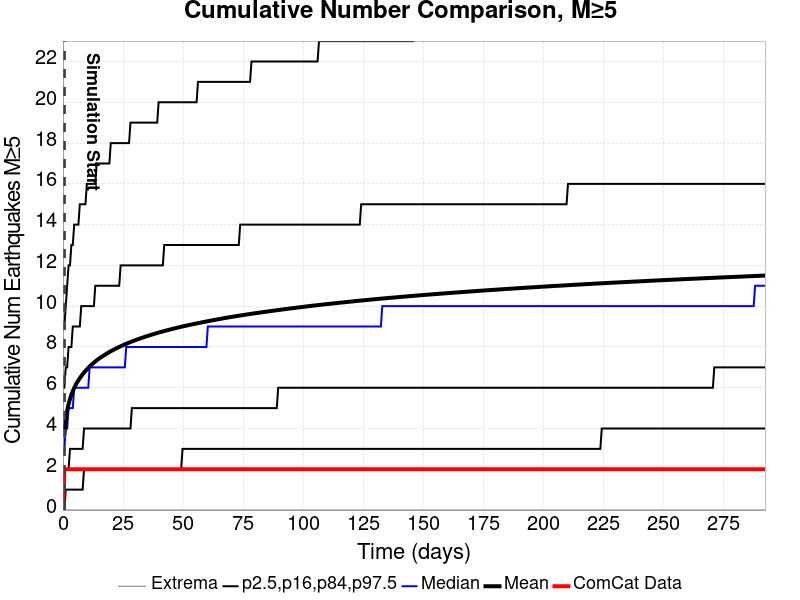 Cumulative Number Comparison, M≥5
Cumulative Num Earthquakes M≥5
22
20
18
16
14
12
10
8
6
4
2
0
Simulation Start
0 25 50 75 100 125 150 175 200 225 250 275
Time (days)
Extrema p2.5,p16,p84,p97.5 Median Mean ComCat Data